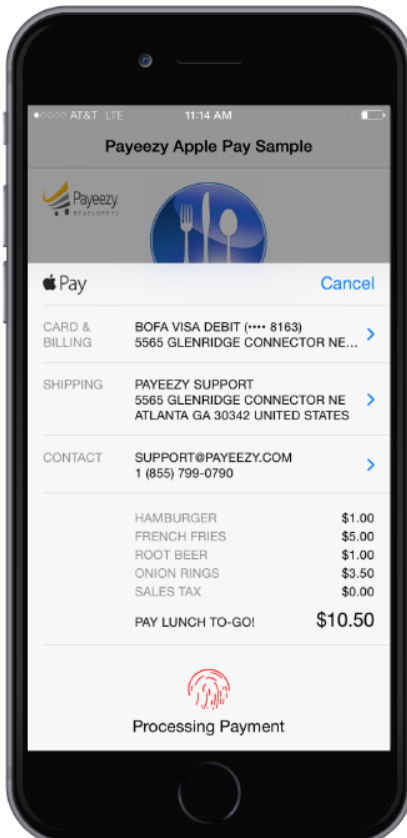 AT&T LTE 11:14 AM
Payeezy Apple Pay Sample
Payeezy
DEVELOPERS
Pay Cancel
CARD & BILLING BOFA VISA DEBIT (•••• 8163)
5565 GLENRIDGE CONNECTOR NE...
SHIPPING PAYEEZY SUPPORT
5565 GLENRIDGE CONNECTOR NE
ATLANTA GA 30342 UNITED STATES
CONTACT SUPPORT@PAYEEZY.COM
1 (855) 799-0790
HAMBURGER $1.00
FRENCH FRIES $5.00
ROOT BEER $1.00
ONION RINGS $3.50
SALES TAX $0.00
PAY LUNCH TO-GO! $10.50
Processing Payment